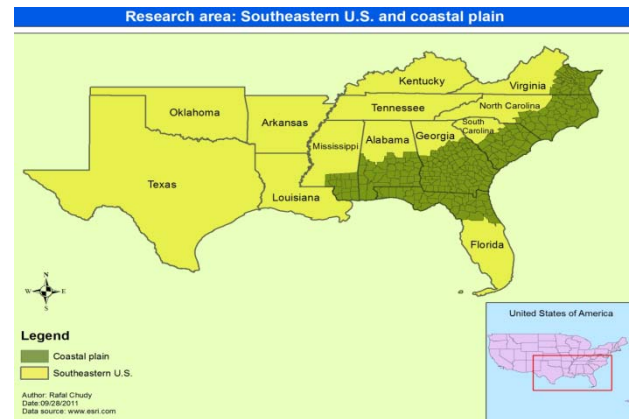 Research area: Southeastern U.S. and coastal plain
Kentucky
Virginia
Oklahoma
Arkansas
Tennessee
North Carolina
South
Carolina
Mississippi
Alabama
Georgia
Texas
Louisiana
Florida
N
W
E
S
Legend
Coastal plain
Southeastern U.S.
Author: Rafal Chudy
Date:09/28/2011
Data source: www.esri.com
United States of America